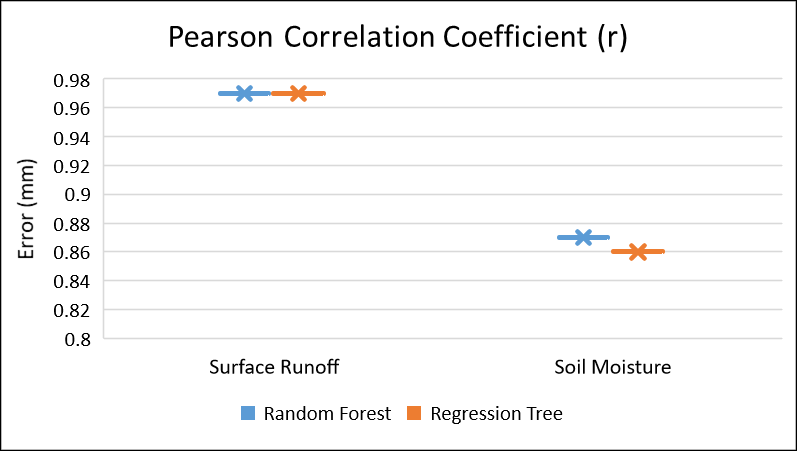 Pearson Correlation Coefficient (r)
0.98
0.96
0.94
0.92
0.9
0.88
0.86
0.84
0.82
0.8
Error (mm)
Surface Runoff
Soil Moisture
Random Forest
Regression Tree